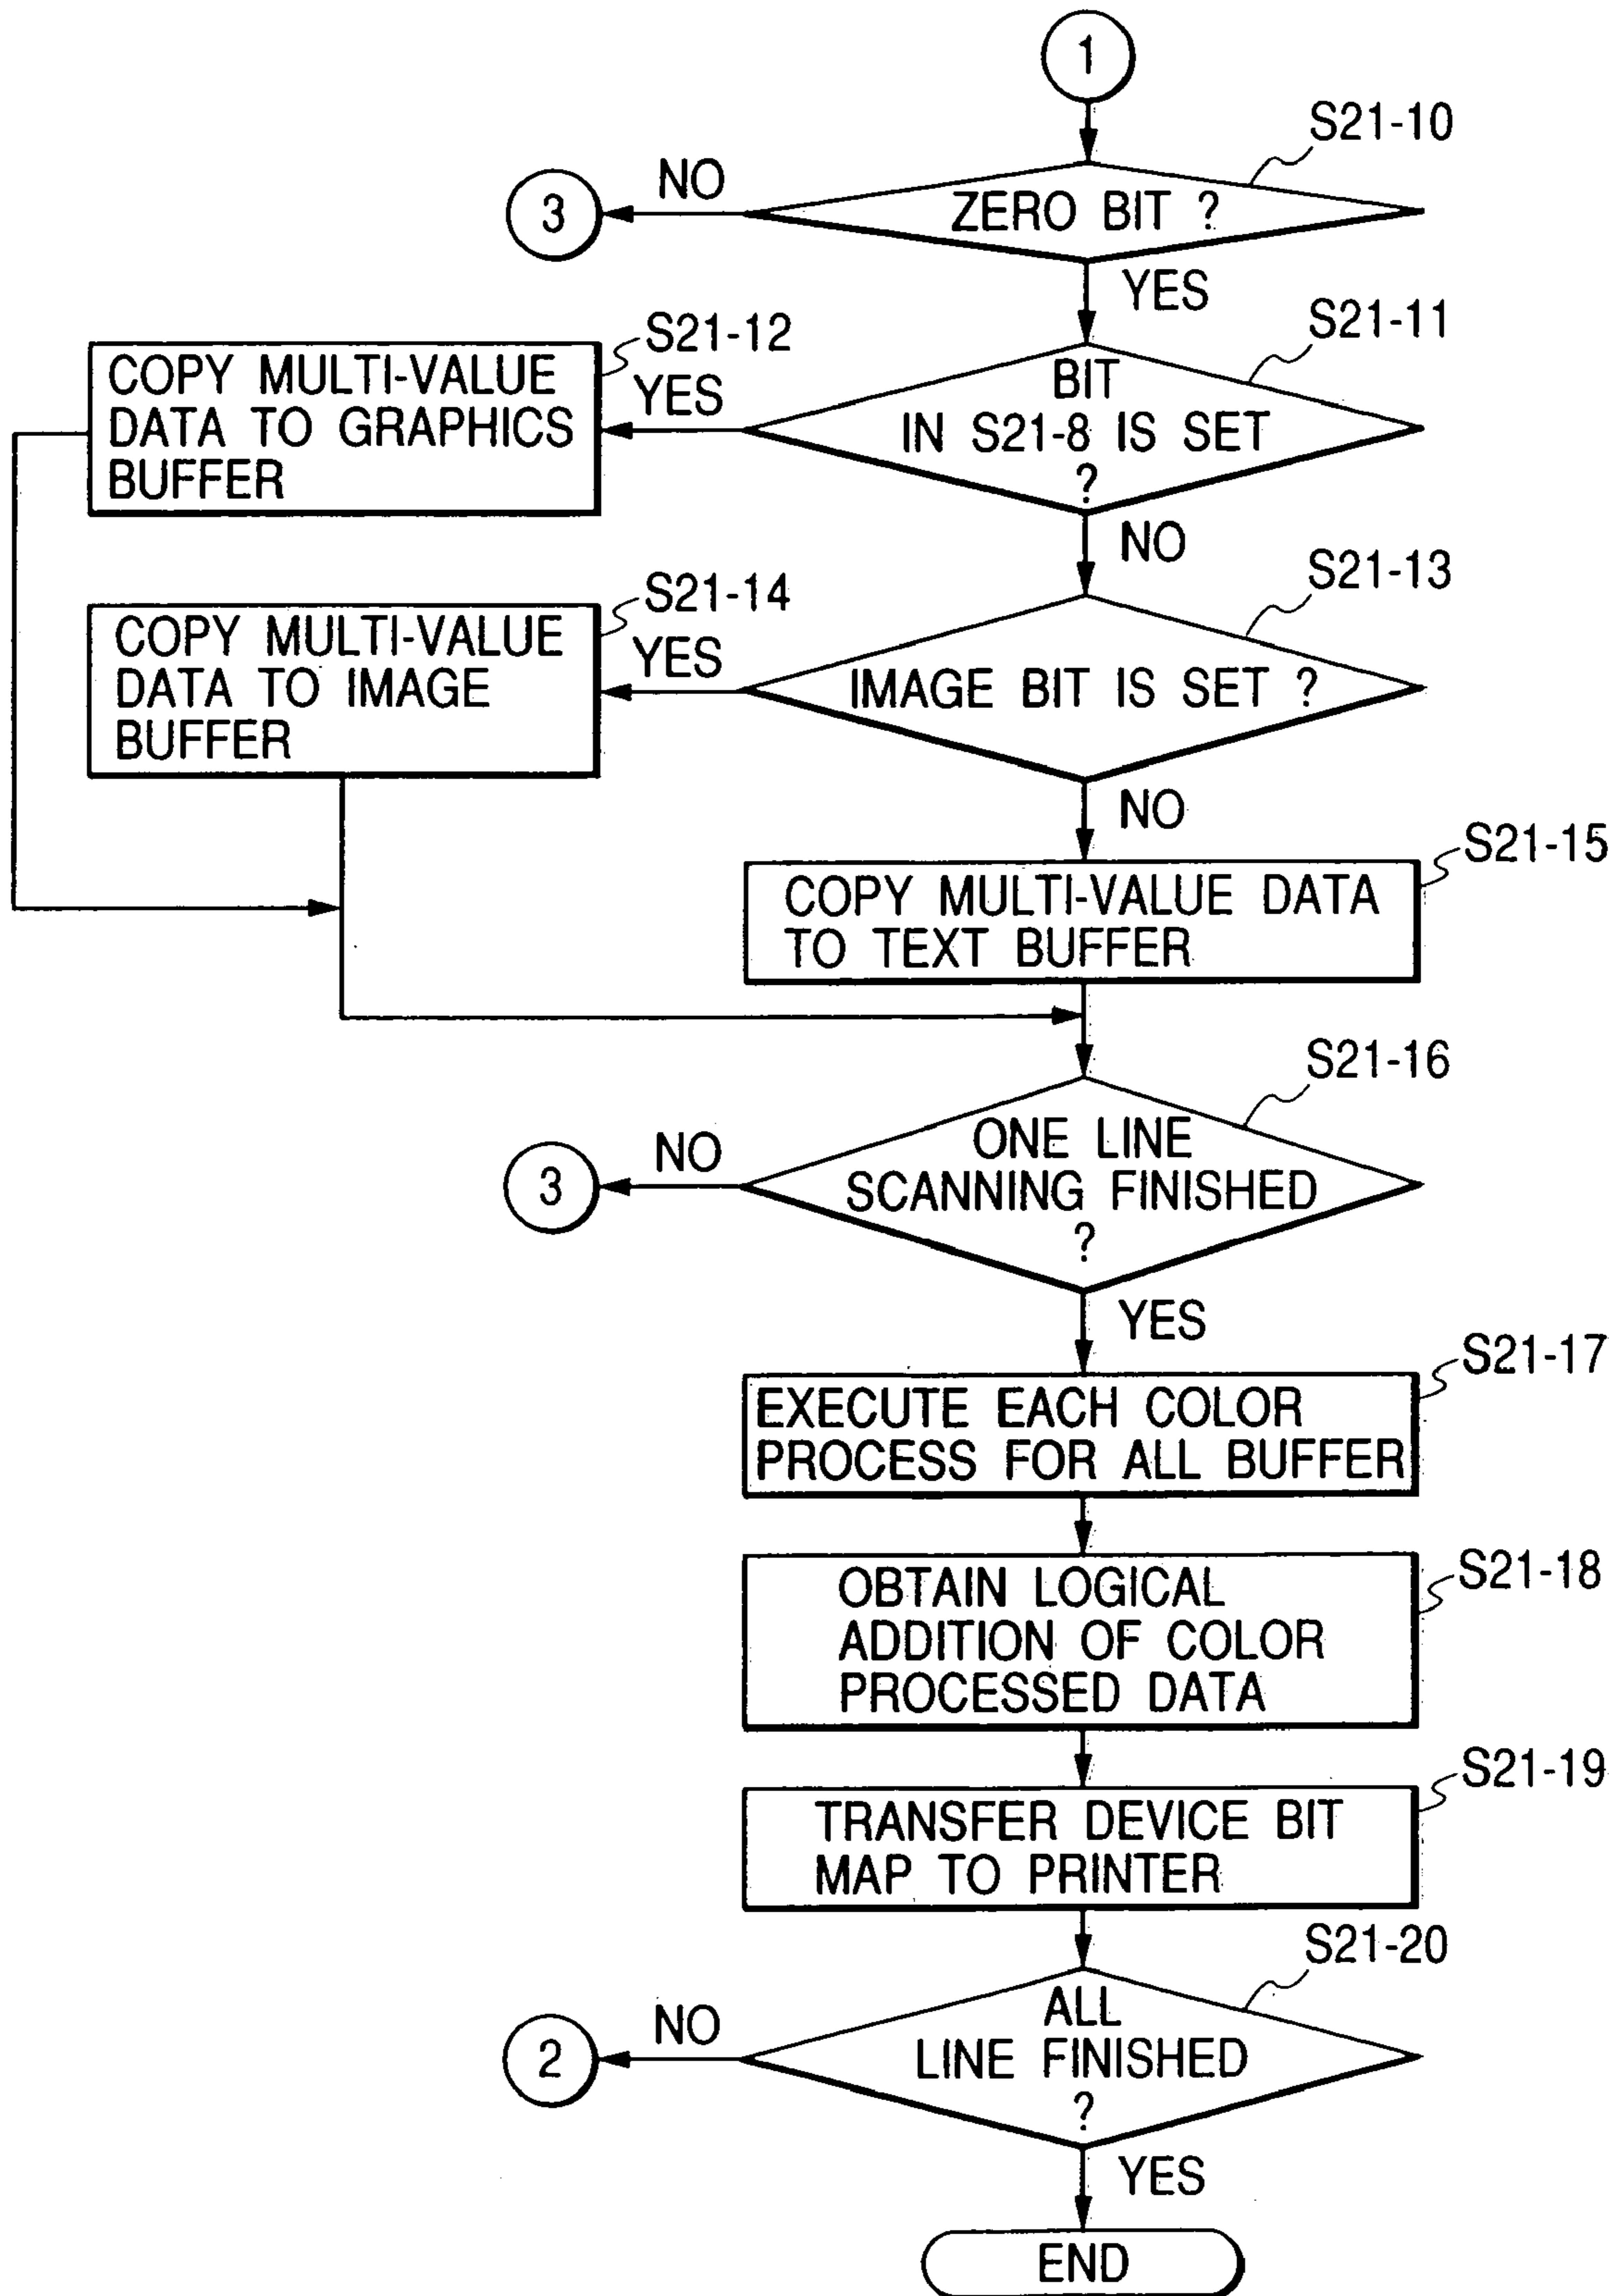 1
S21-10
NO
3
ZERO BIT ?
YES
S21-11
S21-12
COPY MULTI-VALUE
DATA TO GRAPHICS
BUFFER
YES
BIT
IN S21-8 IS SET
?
NO
S21-13
S21-14
COPY MULTI-VALUE
DATA TO IMAGE
BUFFER
YES
IMAGE BIT IS SET ?
NO
S21-15
COPY MULTI-VALUE DATA
TO TEXT BUFFER
S21-16
NO
3
ONE LINE
SCANNING FINISHED
?
YES
S21-17
EXECUTE EACH COLOR
PROCESS FOR ALL BUFFER
S21-18
OBTAIN LOGICAL
ADDITION OF COLOR
PROCESSED DATA
S21-19
TRANSFER DEVICE BIT
MAP TO PRINTER
S21-20
NO
2
ALL
LINE FINISHED
?
YES
END